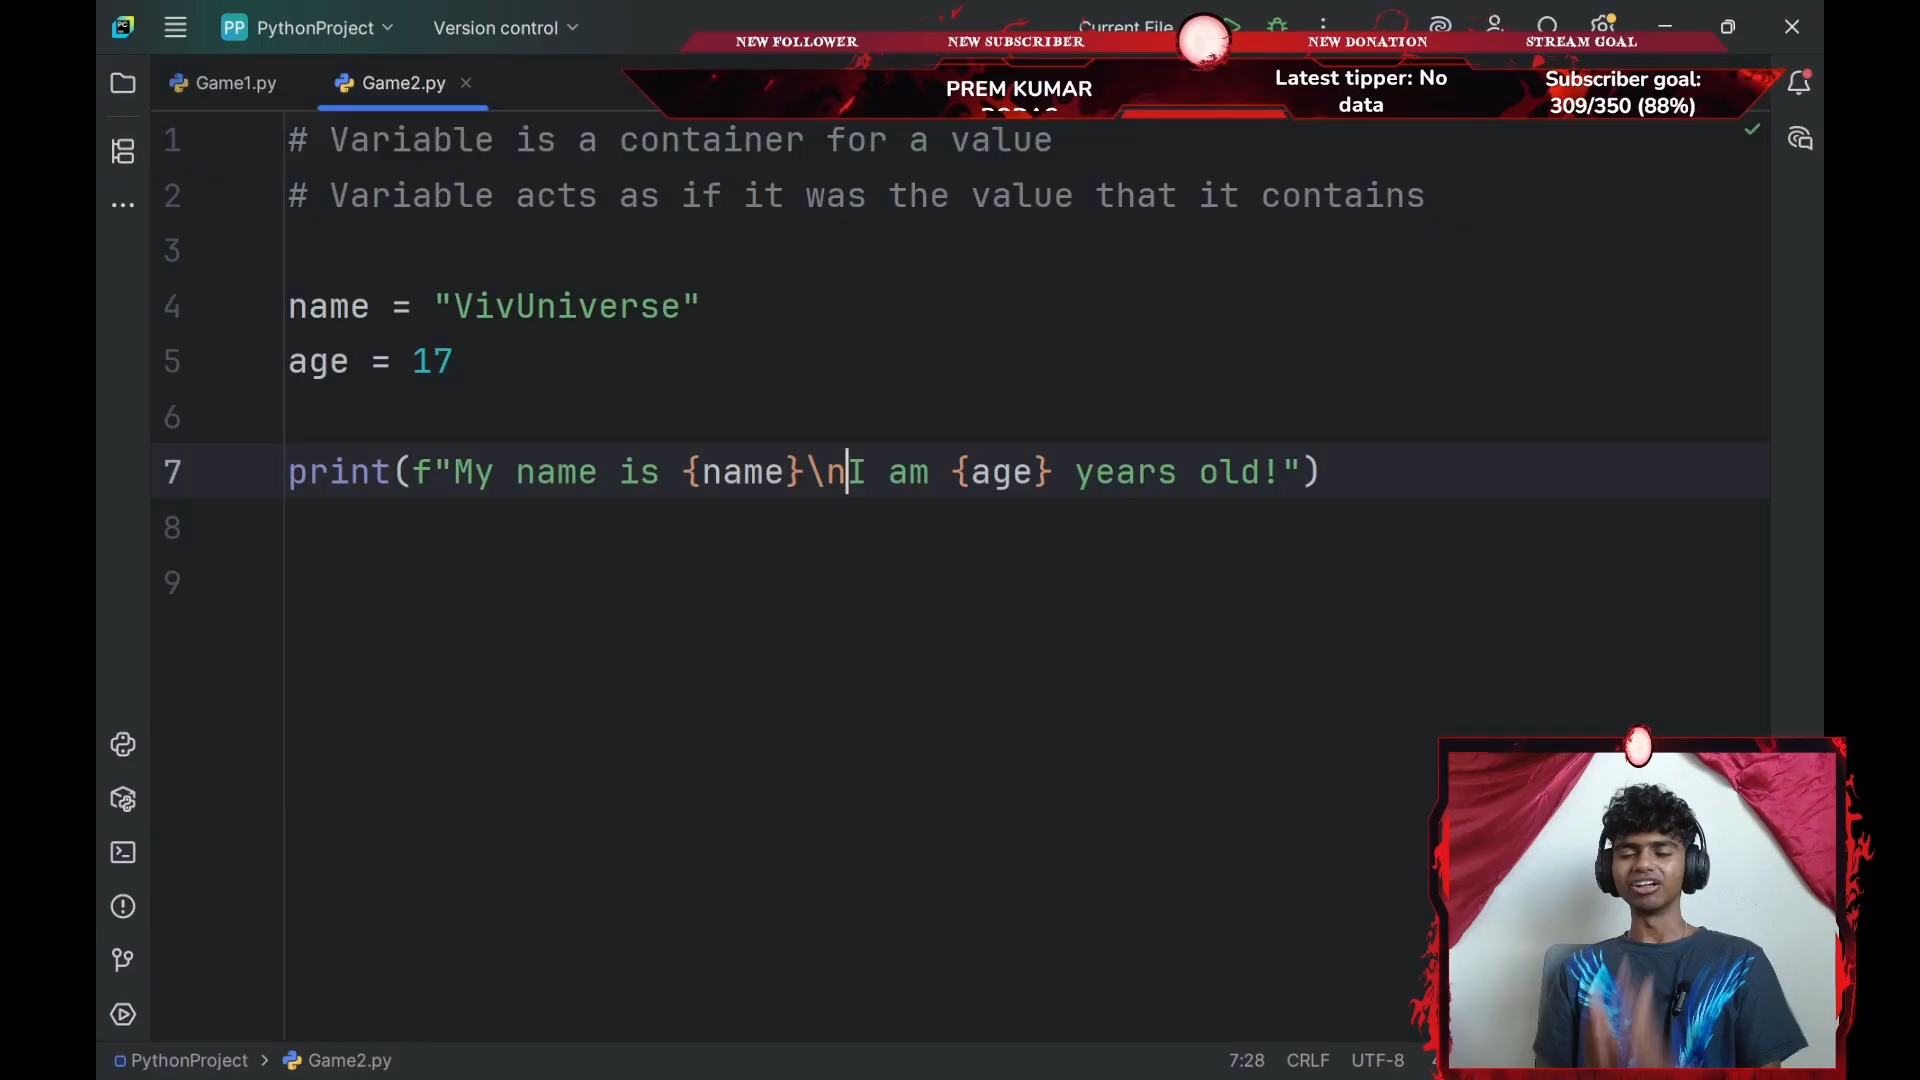 PP PythonProject Version control Current File
NEW FOLLOWER NEW SUBSCRIBER NEW DONATION STREAM GOAL
Game1.py Game2.py
PREM KUMAR
Latest tipper: No
data
Subscriber goal:
309/350 (88%)
1 # Variable is a container for a value
2 # Variable acts as if it was the value that it contains
3
4 name = "VivUniverse"
5 age = 17
6
7 print(f"My name is {name}\nI am {age} years old!")
8
9
PythonProject > Game2.py 7:28 CRLF UTF-8